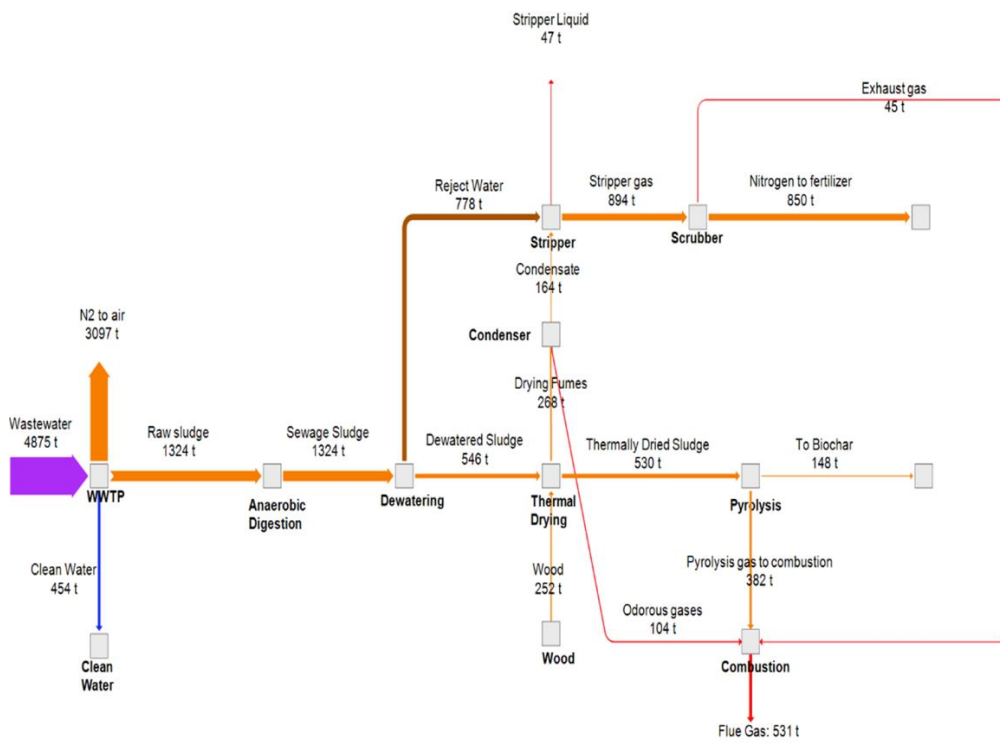 Stripper Liquid
47 t
Exhaust gas
45 t
Reject Water
778 t
Stripper gas
894 t
Nitrogen to fertilizer
850 t
Stripper
Scrubber
Condensate
164 t
N2 to air
3097 t
Condenser
Drying Fumes
268 t
Wastewater
4875 t
Raw sludge
1324 t
Sewage Sludge
1324 t
Dewatered Sludge
546 t
Thermally Dried Sludge
530 t
To Biochar
148 t
WWTP
Anaerobic
Digestion
Dewatering
Thermal
Drying
Pyrolysis
Clean Water
454 t
Wood
252 t
Pyrolysis gas to combustion
382 t
Odorous gases
104 t
Clean
Water
Wood
Combustion
Flue Gas: 531 t